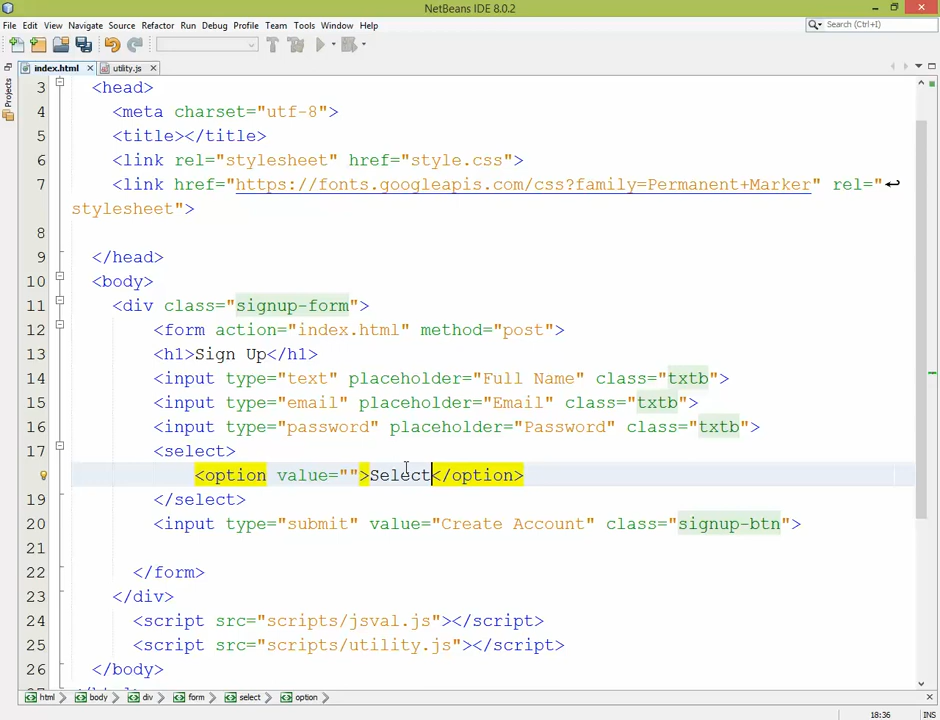 NetBeans IDE 8.0.2
File Edit View Navigate Source Refactor Run Debug Profile Team Tools Window Help
Search (Ctrl+I)
index.html utility.js
Projects
3 <head>
4 <meta charset="utf-8">
5 <title></title>
6 <link rel="stylesheet" href="style.css">
7 <link href="https://fonts.googleapis.com/css?family=Permanent+Marker" rel="
stylesheet">
8
9 </head>
10 <body>
11 <div class="signup-form">
12 <form action="index.html" method="post">
13 <h1>Sign Up</h1>
14 <input type="text" placeholder="Full Name" class="txtb">
15 <input type="email" placeholder="Email" class="txtb">
16 <input type="password" placeholder="Password" class="txtb">
17 <select>
<option value="">Select</option>
19 </select>
20 <input type="submit" value="Create Account" class="signup-btn">
21
22 </form>
23 </div>
24 <script src="scripts/jsval.js"></script>
25 <script src="scripts/utility.js"></script>
26 </body>
html body div form select option
18:36 INS